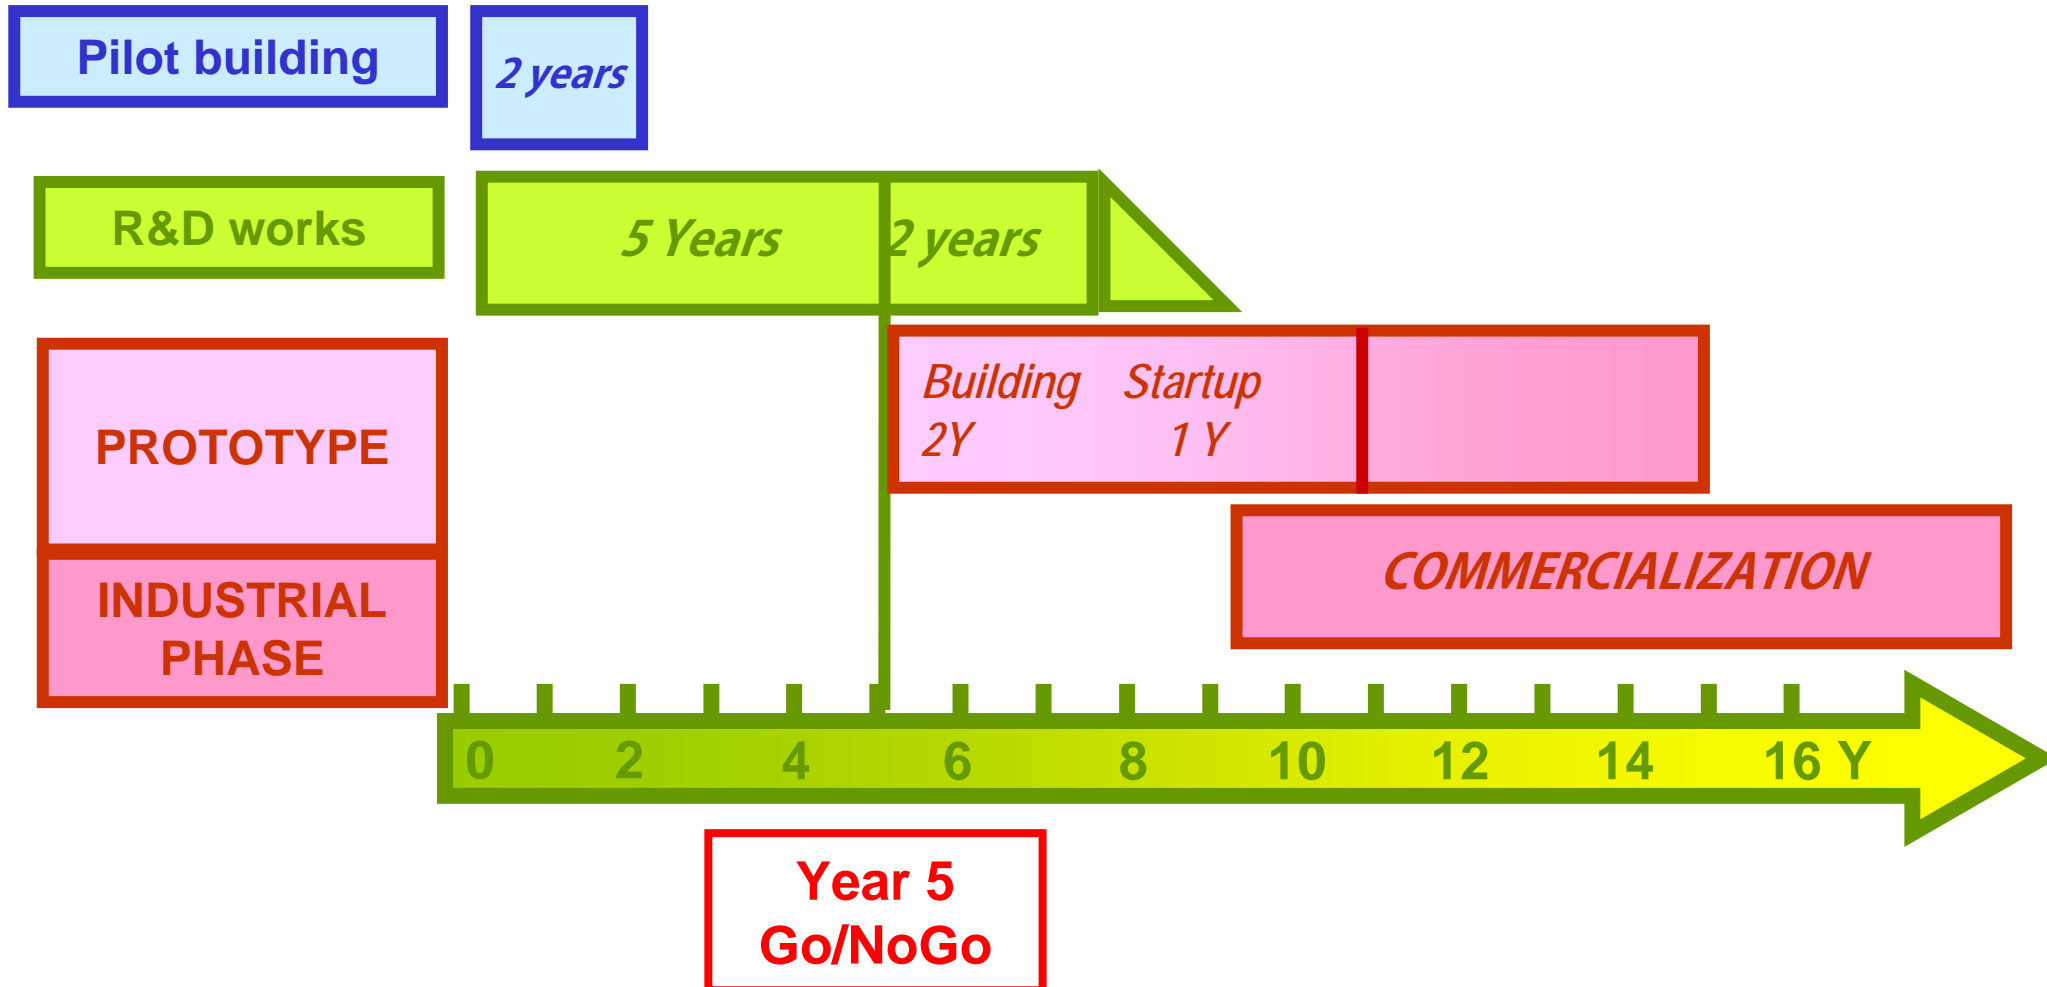 Pilot building
2 years
R&D works
5 Years
2 years
PROTOTYPE
Building Startup
2Y 1 Y
INDUSTRIAL
PHASE
COMMERCIALIZATION
0 2 4 6 8 10 12 14 16 Y
Year 5
Go/NoGo